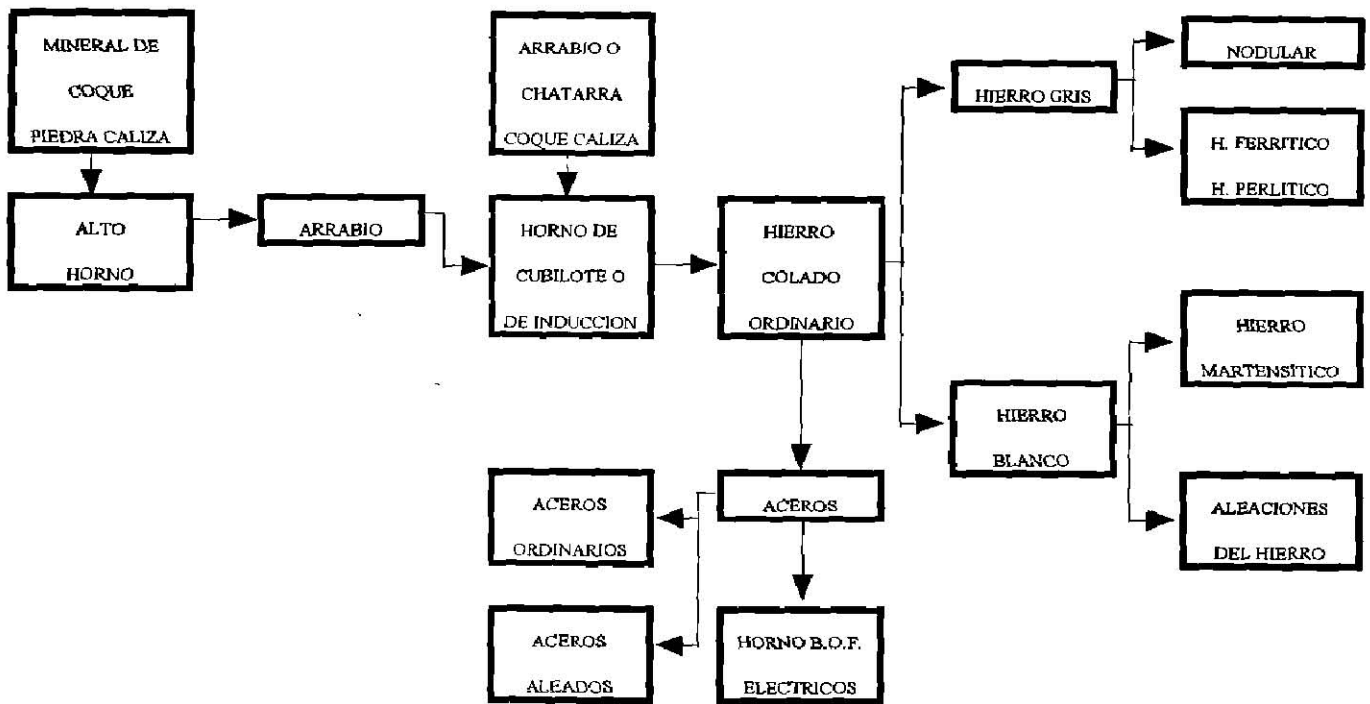 MINERAL DE
COQUE
PIEDRA CALIZA
ALTO
HORNO
ARRABIO
ARRABIO O
CHATARRA
COQUE CALIZA
HORNO DE
CUBILOTE O
DE INDUCCION
HIERRO
COLADO
ORDINARIO
HIERRO GRIS
NODULAR
H. FERRITICO
H. PERLITICO
HIERRO
BLANCO
HIERRO
MARTENSÍTICO
ALEACIONES
DEL HIERRO
ACEROS
ACEROS
ORDINARIOS
ACEROS
ALEADOS
HORNO B.O.F.
ELECTRICOS